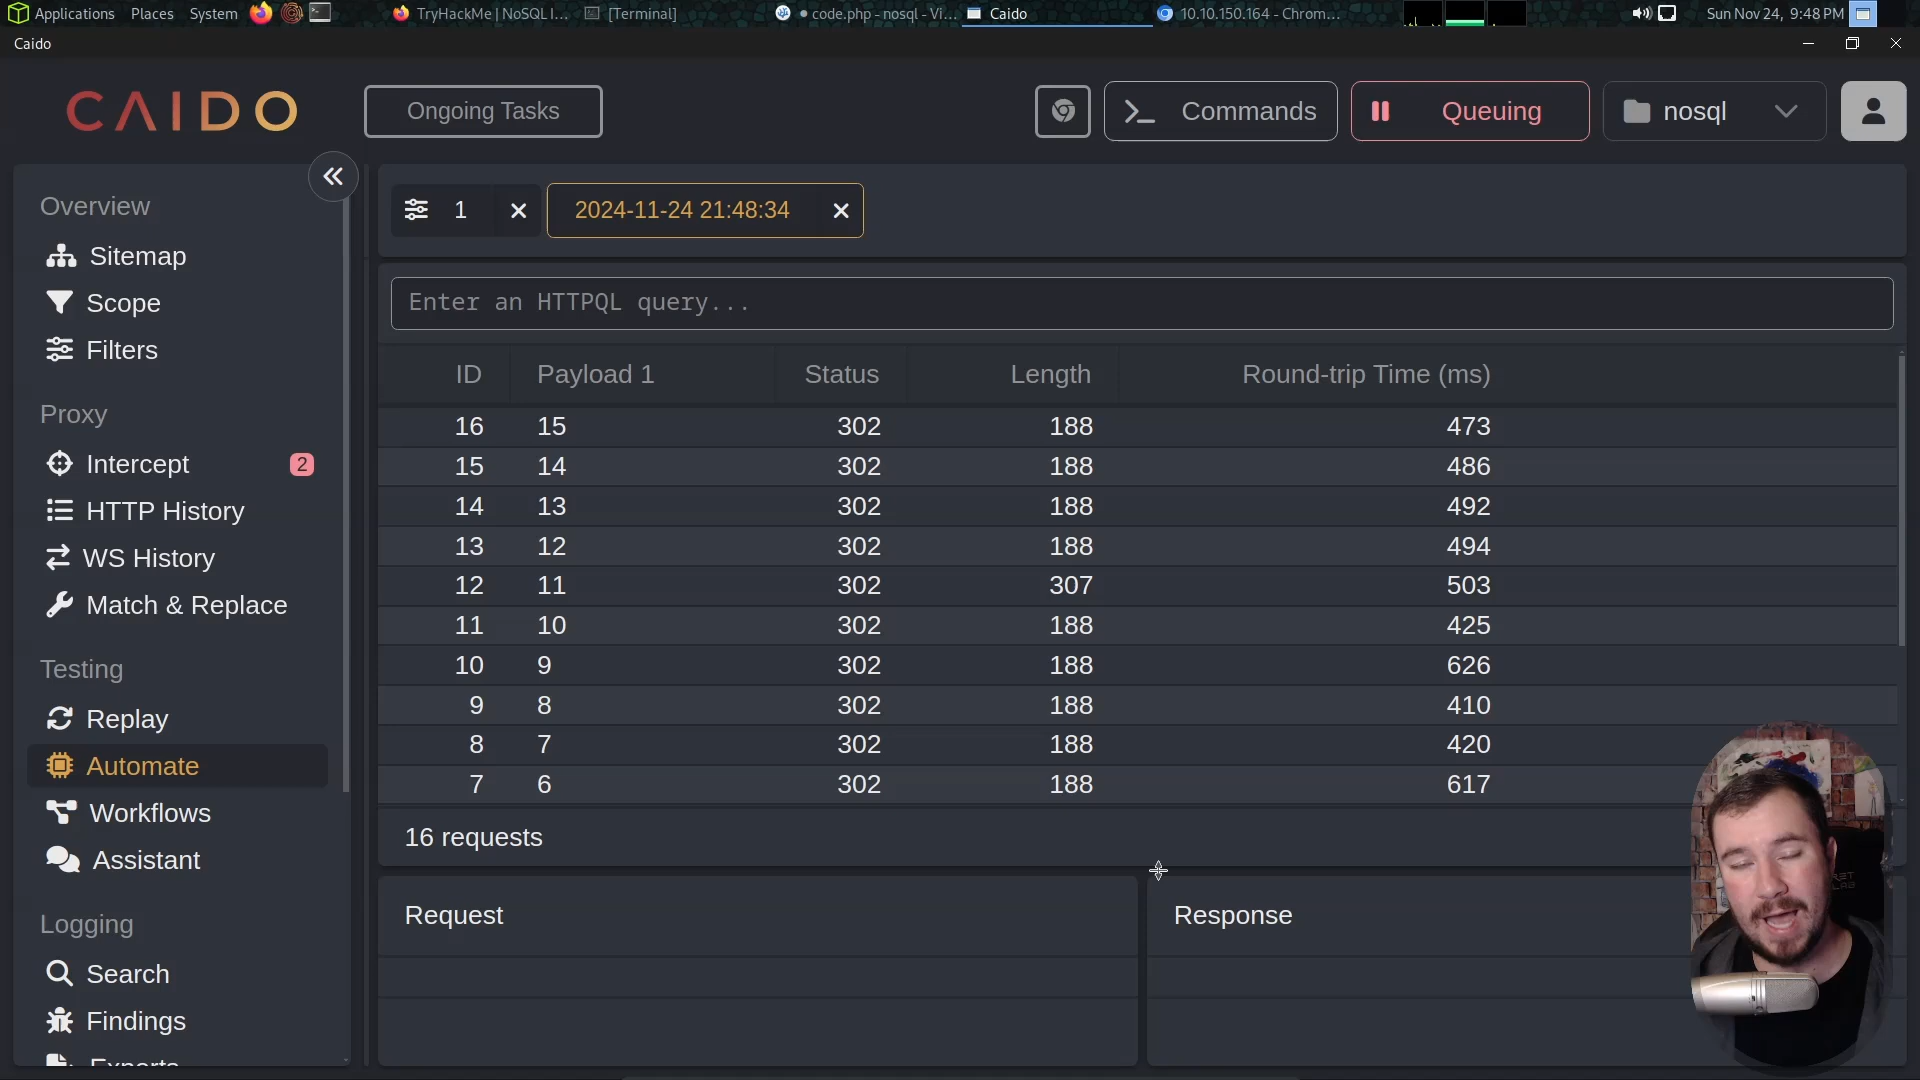 Applications Places System TryHackMe | NoSQL I... [Terminal] code.php - nosql - Vi... Caido 10.10.150.164 - Chrom... Sun Nov 24, 9:48 PM
Caido
CAIDO
Ongoing Tasks
Commands
Queuing
nosql
Overview
Sitemap
Scope
Filters
Proxy
Intercept 2
HTTP History
WS History
Match & Replace
Testing
Replay
Automate
Workflows
Assistant
Logging
Search
Findings
Exports
1
2024-11-24 21:48:34
Enter an HTTPQL query...
ID Payload 1 Status Length Round-trip Time (ms)
16 15 302 188 473
15 14 302 188 486
14 13 302 188 492
13 12 302 188 494
12 11 302 307 503
11 10 302 188 425
10 9 302 188 626
9 8 302 188 410
8 7 302 188 420
7 6 302 188 617
16 requests
Request
Response